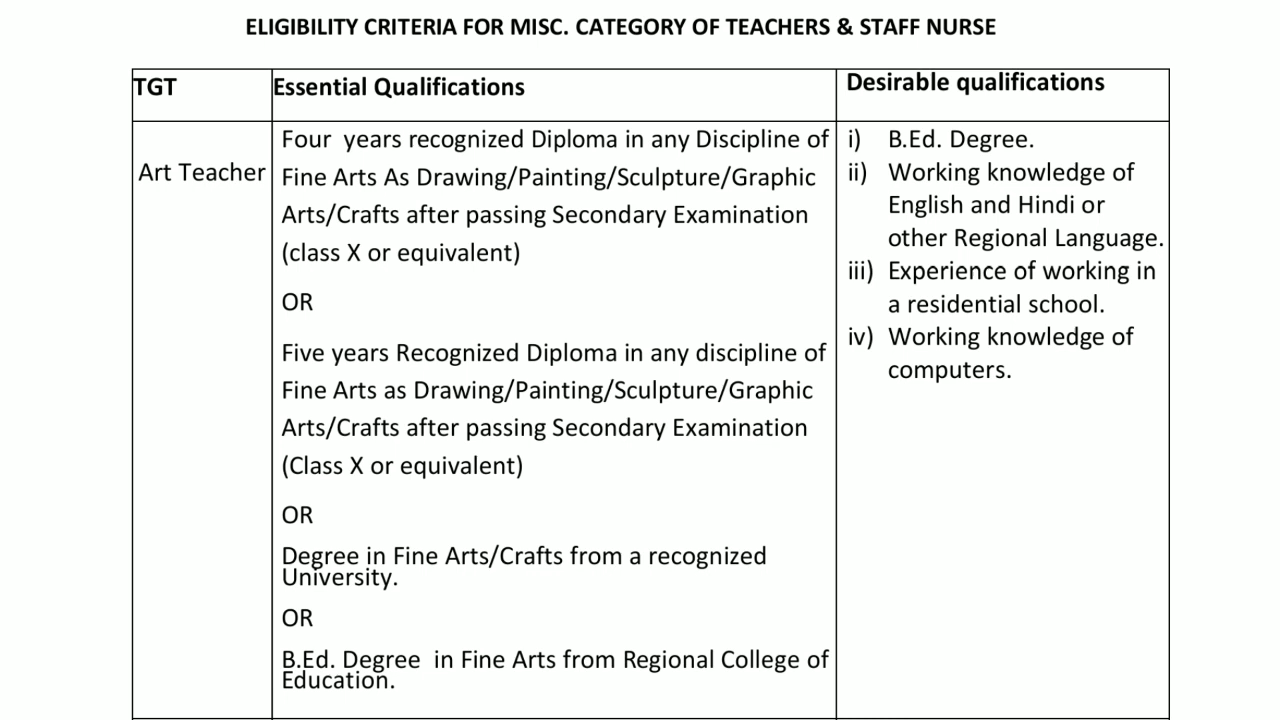 ELIGIBILITY CRITERIA FOR MISC. CATEGORY OF TEACHERS & STAFF NURSE
TGT
Essential Qualifications
Desirable qualifications
Art Teacher
Four years recognized Diploma in any Discipline of
Fine Arts As Drawing/Painting/Sculpture/Graphic
Arts/Crafts after passing Secondary Examination
(class X or equivalent)
OR
Five years Recognized Diploma in any discipline of
Fine Arts as Drawing/Painting/Sculpture/Graphic
Arts/Crafts after passing Secondary Examination
(Class X or equivalent)
OR
Degree in Fine Arts/Crafts from a recognized
University.
OR
B.Ed. Degree in Fine Arts from Regional College of
Education.
i) B.Ed. Degree.
ii) Working knowledge of
English and Hindi or
other Regional Language.
iii) Experience of working in
a residential school.
iv) Working knowledge of
computers.